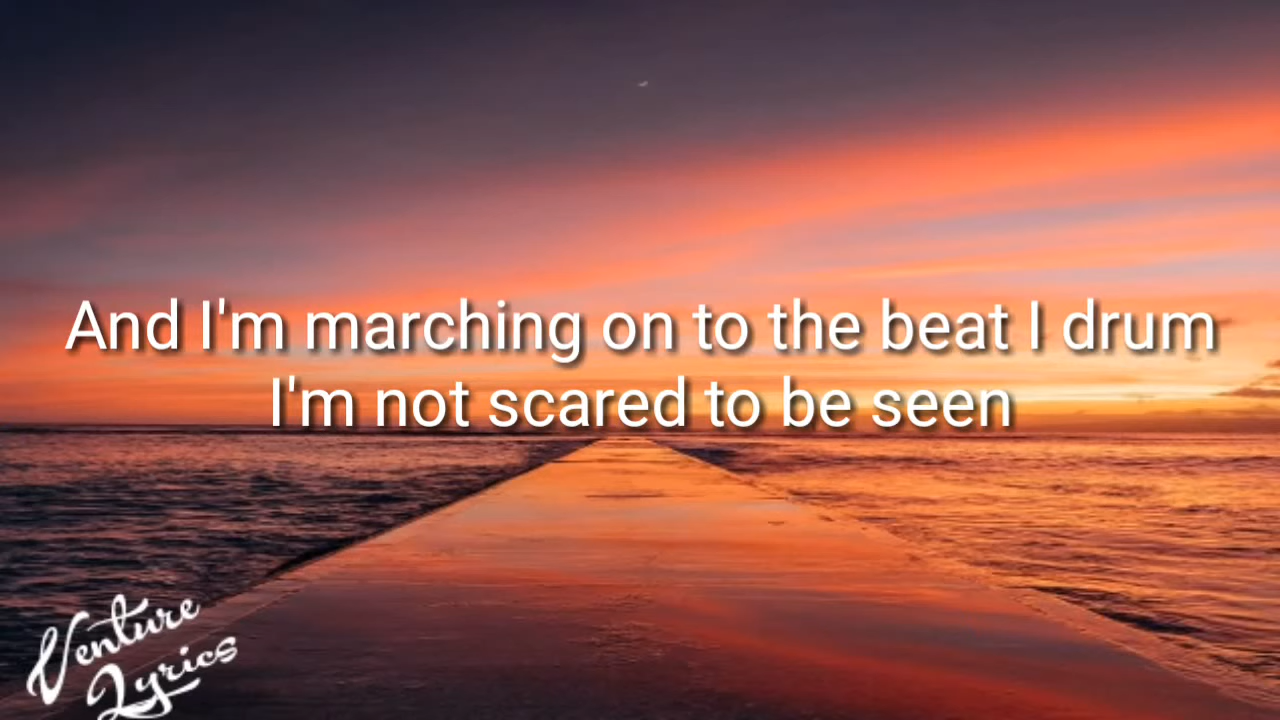 And I'm marching on to the beat I drum
I'm not scared to be seen
Venture
Lyrics